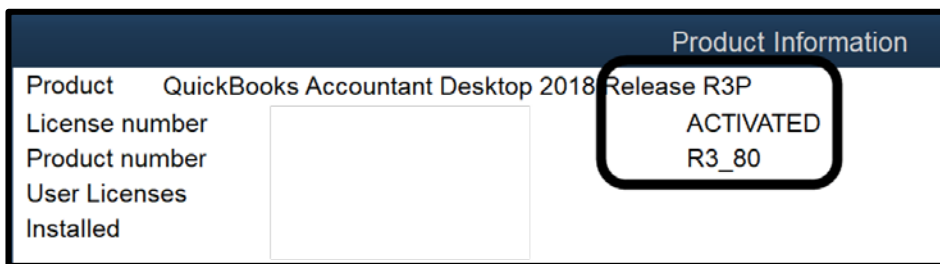 Product Information
Product QuickBooks Accountant Desktop 2018 Release R3P
License number ACTIVATED
Product number R3_80
User Licenses
Installed